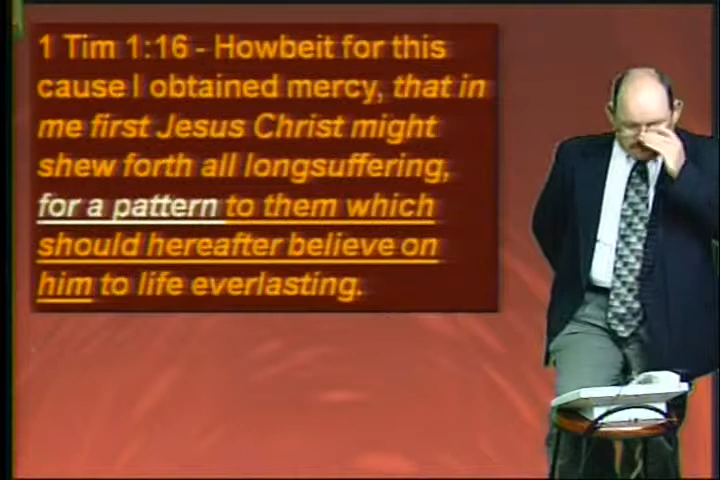 1 Tim 1:16 - Howbeit for this
cause I obtained mercy, that in
me first Jesus Christ might
shew forth all longsuffering,
for a pattern to them which
should hereafter believe on
him to life everlasting.